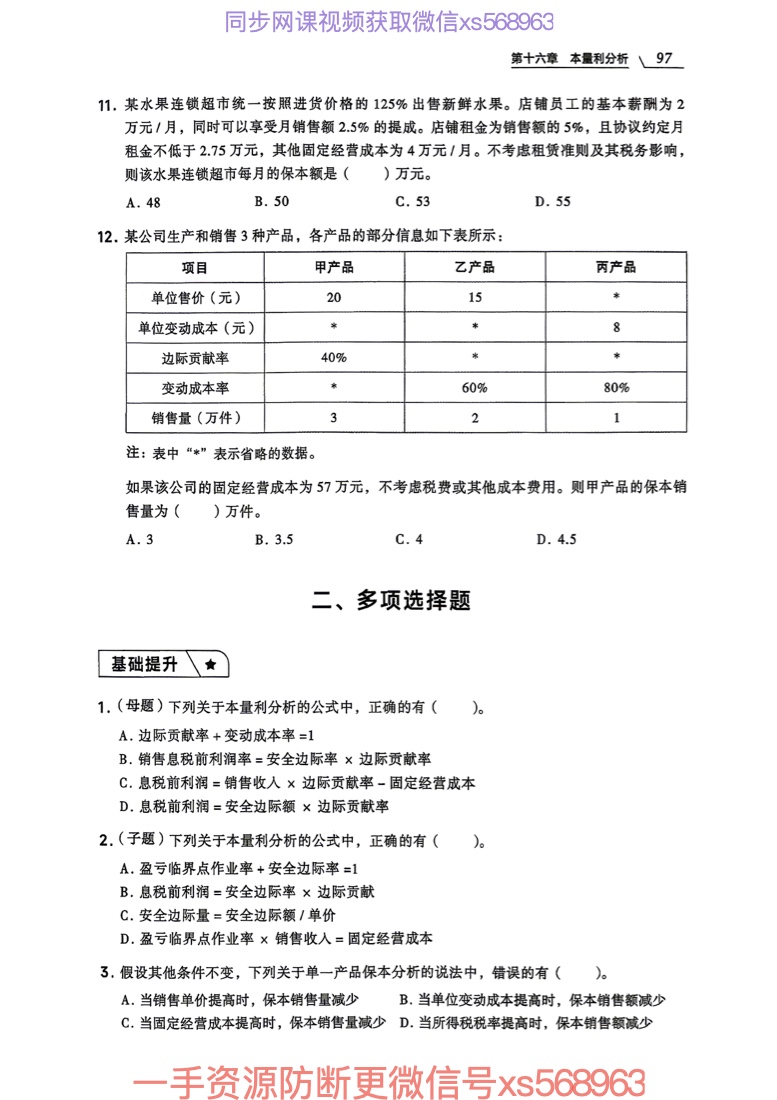 同步网课视频获取微信xs568963
第十六章 本量利分析 97
11. 某水果连锁超市统一按照进货价格的 125% 出售新鲜水果。店铺员工的基本薪酬为 2
万元 / 月，同时可以享受月销售额 2.5% 的提成。店铺租金为销售额的 5%，且协议约定月
租金不低于 2.75 万元，其他固定经营成本为 4 万元 / 月。不考虑租赁准则及其税务影响，
则该水果连锁超市每月的保本额是（ ）万元。
A. 48 B. 50 C. 53 D. 55
12. 某公司生产和销售 3 种产品，各产品的部分信息如下表所示：
项目 甲产品 乙产品 丙产品
单位售价（元） 20 15 *
单位变动成本（元） * * 8
边际贡献率 40% * *
变动成本率 * 60% 80%
销售量（万件） 3 2 1
注：表中“*”表示省略的数据。
如果该公司的固定经营成本为 57 万元，不考虑税费或其他成本费用。则甲产品的保本销
售量为（ ）万件。
A. 3 B. 3.5 C. 4 D. 4.5
二、多项选择题
基础提升 ★
1.（母题）下列关于本量利分析的公式中，正确的有（ ）。
A. 边际贡献率 + 变动成本率 =1
B. 销售息税前利润率 = 安全边际率 × 边际贡献率
C. 息税前利润 = 销售收入 × 边际贡献率 – 固定经营成本
D. 息税前利润 = 安全边际额 × 边际贡献率
2.（子题）下列关于本量利分析的公式中，正确的有（ ）。
A. 盈亏临界点作业率 + 安全边际率 =1
B. 息税前利润 = 安全边际率 × 边际贡献
C. 安全边际量 = 安全边际额 / 单价
D. 盈亏临界点作业率 × 销售收入 = 固定经营成本
3. 假设其他条件不变，下列关于单一产品保本分析的说法中，错误的有（ ）。
A. 当销售单价提高时，保本销售量减少 B. 当单位变动成本提高时，保本销售额减少
C. 当固定经营成本提高时，保本销售量减少 D. 当所得税税率提高时，保本销售额减少
一手资源防断更微信号xs568963